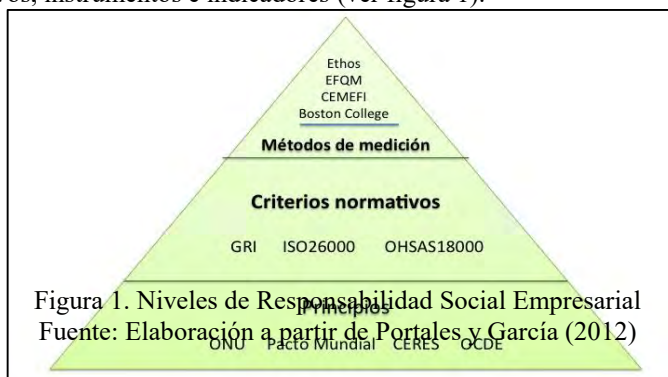 os, instrumentos e indicadores (ver figura 1).
Ethos
EFQM
CEMEFI
Boston College
Métodos de medición
Criterios normativos
GRI ISO26000 OHSAS18000
Principios
Figura 1. Niveles de Responsabilidad Social Empresarial
Fuente: Elaboración a partir de Portales y García (2012)
ONU Pacto Mundial CERES OCDE